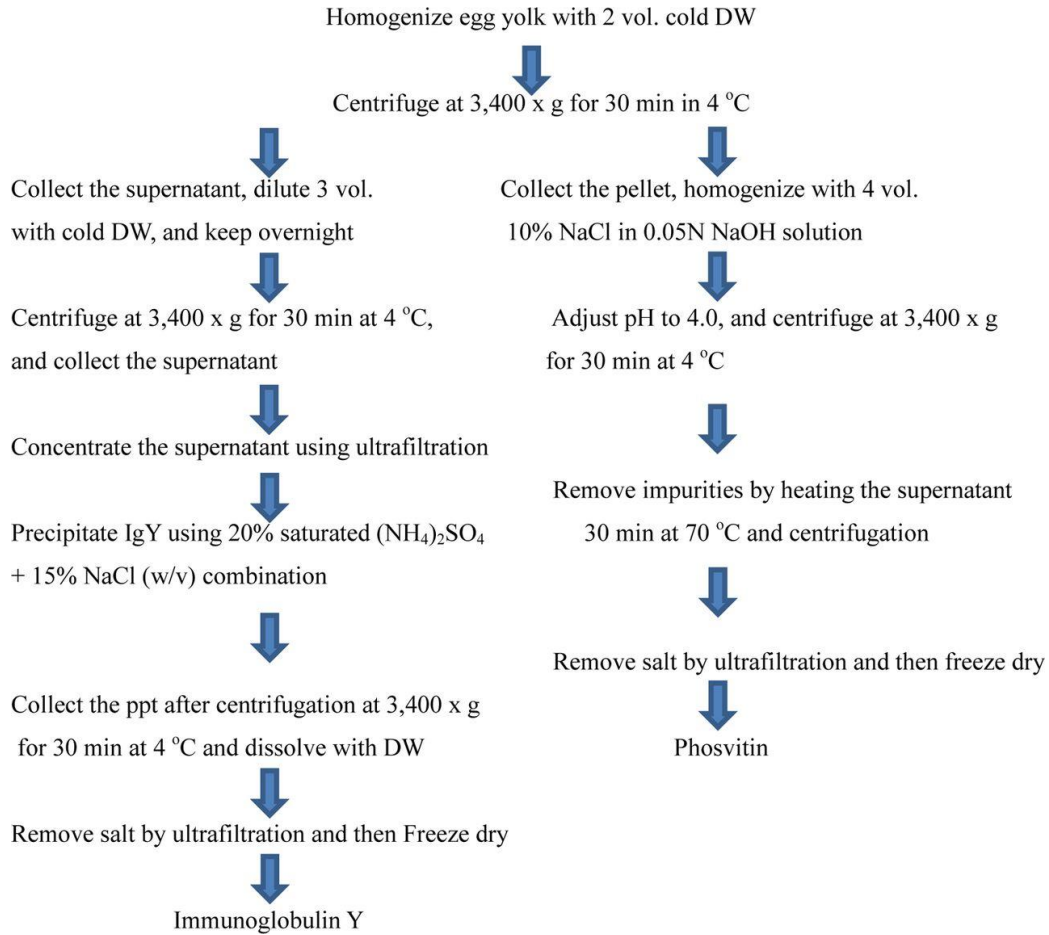 Homogenize egg yolk with 2 vol. cold DW
Centrifuge at 3,400 x g for 30 min in 4 °C
Collect the supernatant, dilute 3 vol.
with cold DW, and keep overnight
Centrifuge at 3,400 x g for 30 min at 4 °C,
and collect the supernatant
Concentrate the supernatant using ultrafiltration
Precipitate IgY using 20% saturated (NH₄)₂SO₄
+ 15% NaCl (w/v) combination
Collect the ppt after centrifugation at 3,400 x g
for 30 min at 4 °C and dissolve with DW
Remove salt by ultrafiltration and then Freeze dry
Immunoglobulin Y
Collect the pellet, homogenize with 4 vol.
10% NaCl in 0.05N NaOH solution
Adjust pH to 4.0, and centrifuge at 3,400 x g
for 30 min at 4 °C
Remove impurities by heating the supernatant
30 min at 70 °C and centrifugation
Remove salt by ultrafiltration and then freeze dry
Phosvitin